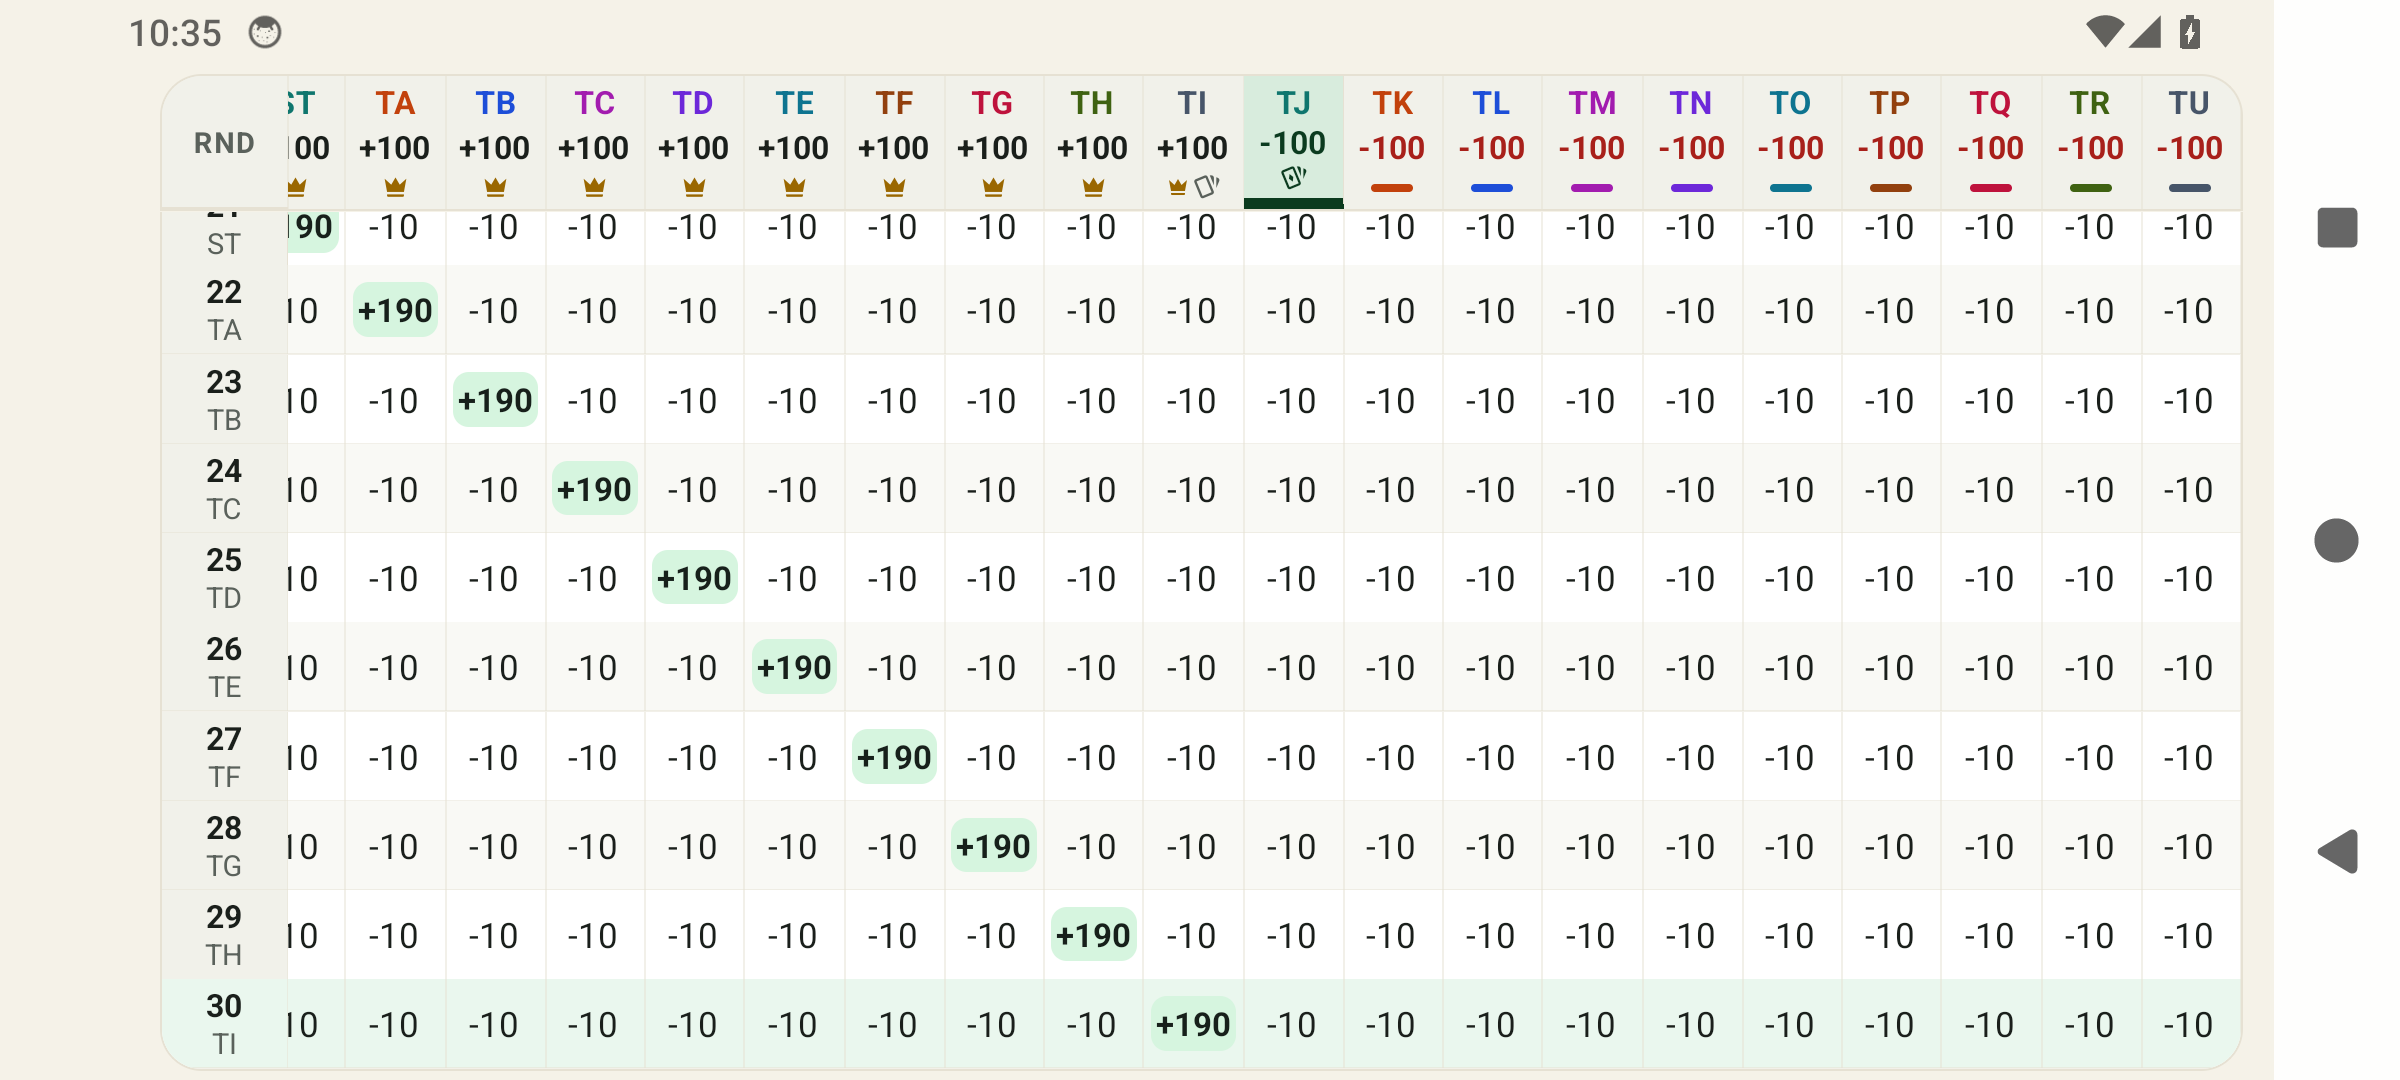 10:35
RND ST TA TB TC TD TE TF TG TH TI TJ TK TL TM TN TO TP TQ TR TU
100 +100 +100 +100 +100 +100 +100 +100 +100 +100 -100 -100 -100 -100 -100 -100 -100 -100 -100 -100
190 -10 -10 -10 -10 -10 -10 -10 -10 -10 -10 -10 -10 -10 -10 -10 -10 -10 -10 -10
ST
22
TA
10 +190 -10 -10 -10 -10 -10 -10 -10 -10 -10 -10 -10 -10 -10 -10 -10 -10 -10 -10
23
TB
10 -10 +190 -10 -10 -10 -10 -10 -10 -10 -10 -10 -10 -10 -10 -10 -10 -10 -10 -10
24
TC
10 -10 -10 +190 -10 -10 -10 -10 -10 -10 -10 -10 -10 -10 -10 -10 -10 -10 -10 -10
25
TD
10 -10 -10 -10 +190 -10 -10 -10 -10 -10 -10 -10 -10 -10 -10 -10 -10 -10 -10 -10
26
TE
10 -10 -10 -10 -10 +190 -10 -10 -10 -10 -10 -10 -10 -10 -10 -10 -10 -10 -10 -10
27
TF
10 -10 -10 -10 -10 -10 +190 -10 -10 -10 -10 -10 -10 -10 -10 -10 -10 -10 -10 -10
28
TG
10 -10 -10 -10 -10 -10 -10 +190 -10 -10 -10 -10 -10 -10 -10 -10 -10 -10 -10 -10
29
TH
10 -10 -10 -10 -10 -10 -10 -10 +190 -10 -10 -10 -10 -10 -10 -10 -10 -10 -10 -10
30
TI
10 -10 -10 -10 -10 -10 -10 -10 -10 +190 -10 -10 -10 -10 -10 -10 -10 -10 -10 -10